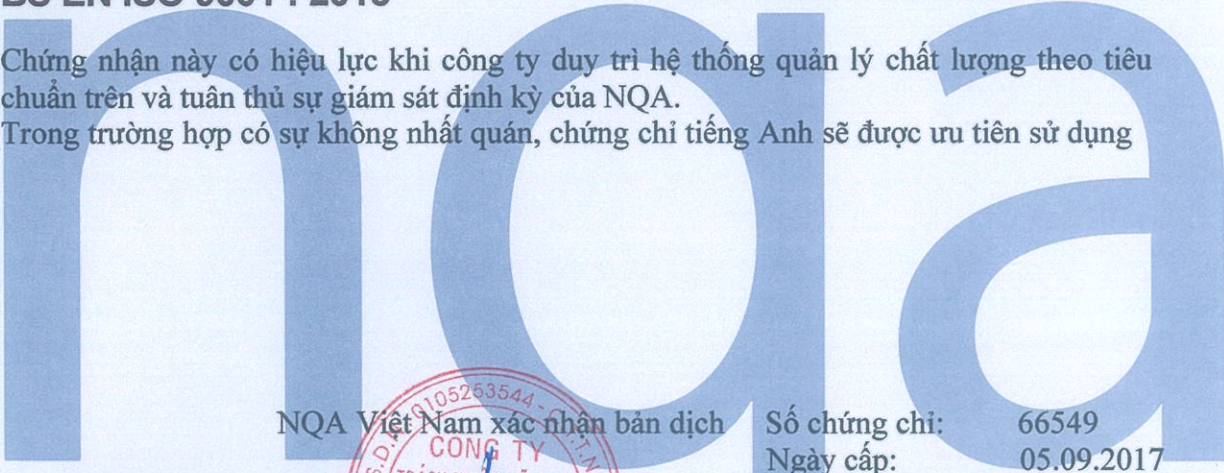 Chứng nhận này có hiệu lực khi công ty duy trì hệ thống quản lý chất lượng theo tiêu
chuẩn trên và tuân thủ sự giám sát định kỳ của NQA.
Trong trường hợp có sự không nhất quán, chứng chỉ tiếng Anh sẽ được ưu tiên sử dụng
nqa
0105253544
NQA Việt Nam xác nhận bản dịch Số chứng chỉ: 66549
CÔNG TY
Ngày cấp: 05.09.2017